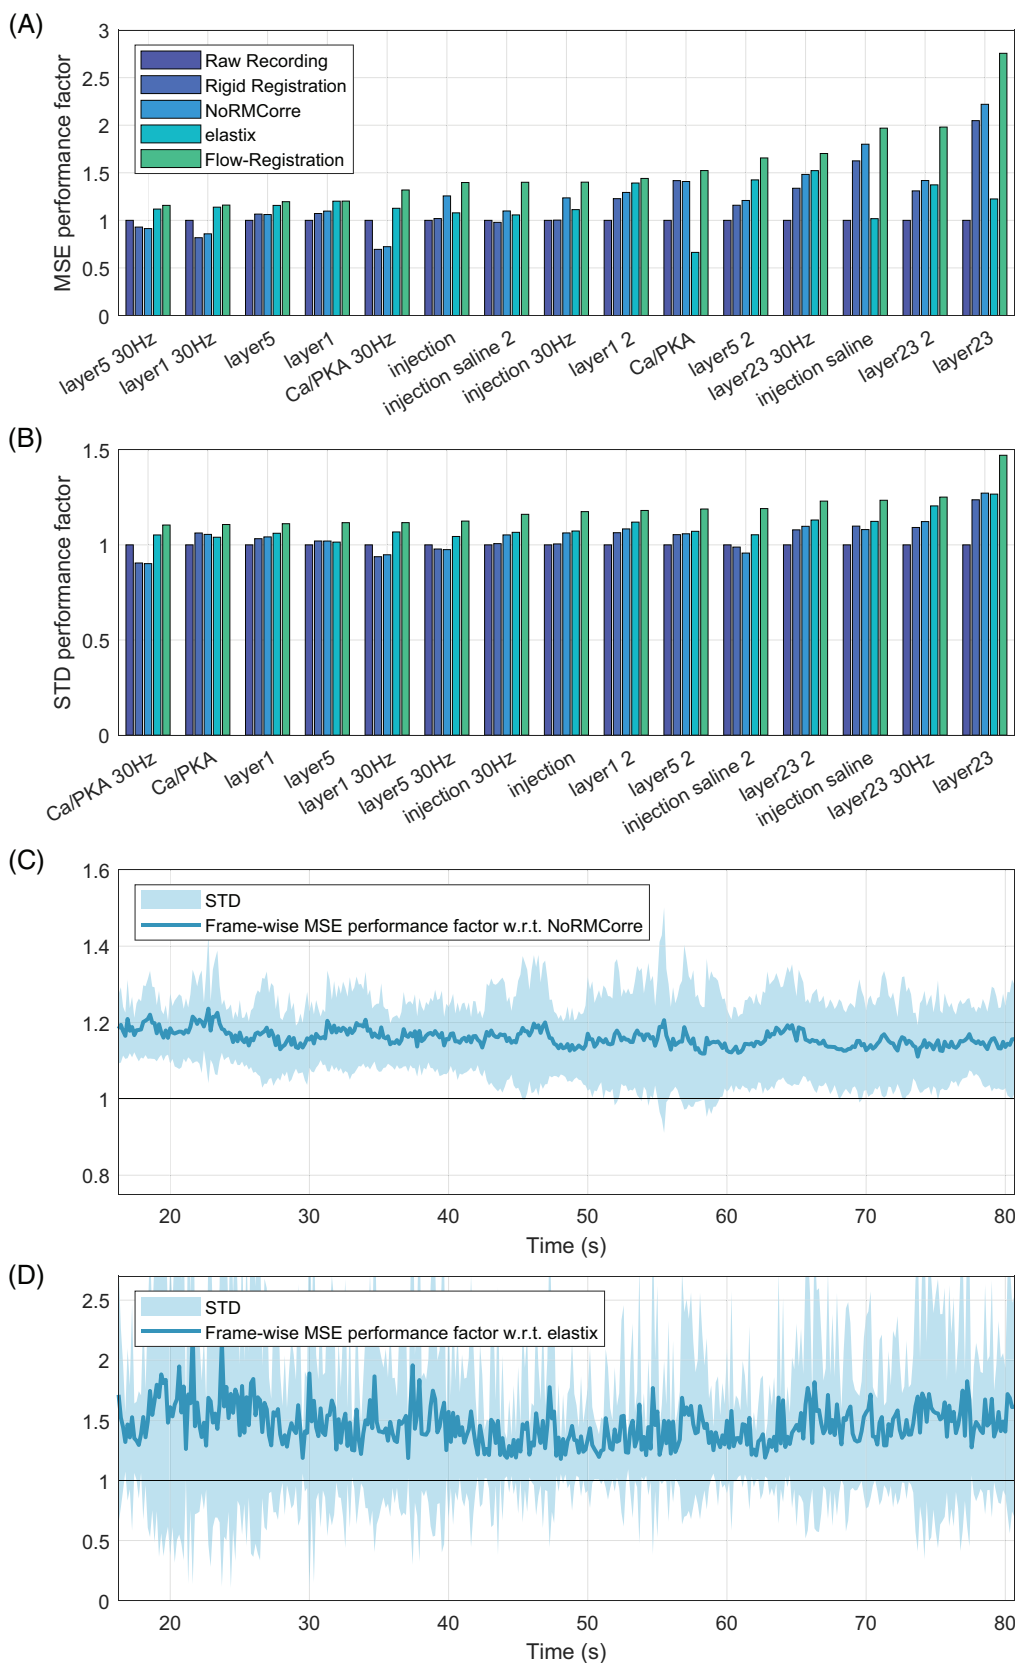 (A)
MSE performance factor
3
2.5
2
1.5
1
0.5
0
Raw Recording
Rigid Registration
NoRMCorre
elastix
Flow-Registration
layer5 30Hz
layer1 30Hz
layer5
layer1
Ca/PKA 30Hz
injection
injection saline 2
injection 30Hz
layer1 2
Ca/PKA
layer5 2
layer23 30Hz
injection saline
layer23 2
layer23
(B)
STD performance factor
1.5
1
0.5
0
Ca/PKA 30Hz
Ca/PKA
layer1
layer5
layer1 30Hz
layer5 30Hz
injection 30Hz
injection
layer1 2
layer5 2
injection saline 2
layer23 2
injection saline
layer23 30Hz
layer23
(C)
1.6
1.4
1.2
1
0.8
STD
Frame-wise MSE performance factor w.r.t. NoRMCorre
20 30 40 50 60 70 80
Time (s)
(D)
2.5
2
1.5
1
0.5
0
STD
Frame-wise MSE performance factor w.r.t. elastix
20 30 40 50 60 70 80
Time (s)